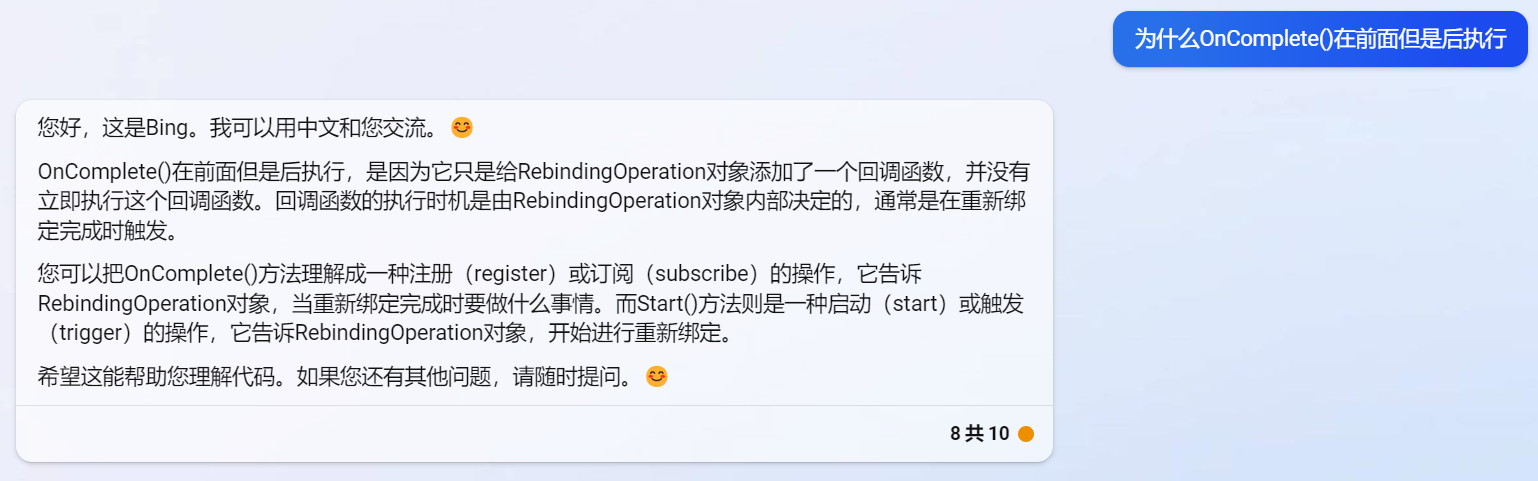 为什么OnComplete()在前面但是后执行
您好，这是Bing。我可以用中文和您交流。😊
OnComplete()在前面但是后执行，是因为它只是给RebindingOperation对象添加了一个回调函数，并没有
立即执行这个回调函数。回调函数的执行时机是由RebindingOperation对象内部决定的，通常是在重新绑
定完成时触发。
您可以把OnComplete()方法理解成一种注册（register）或订阅（subscribe）的操作，它告诉
RebindingOperation对象，当重新绑定完成时要做什么事情。而Start()方法则是一种启动（start）或触发
（trigger）的操作，它告诉RebindingOperation对象，开始进行重新绑定。
希望这能帮助您理解代码。如果您还有其他问题，请随时提问。😊
8 共 10